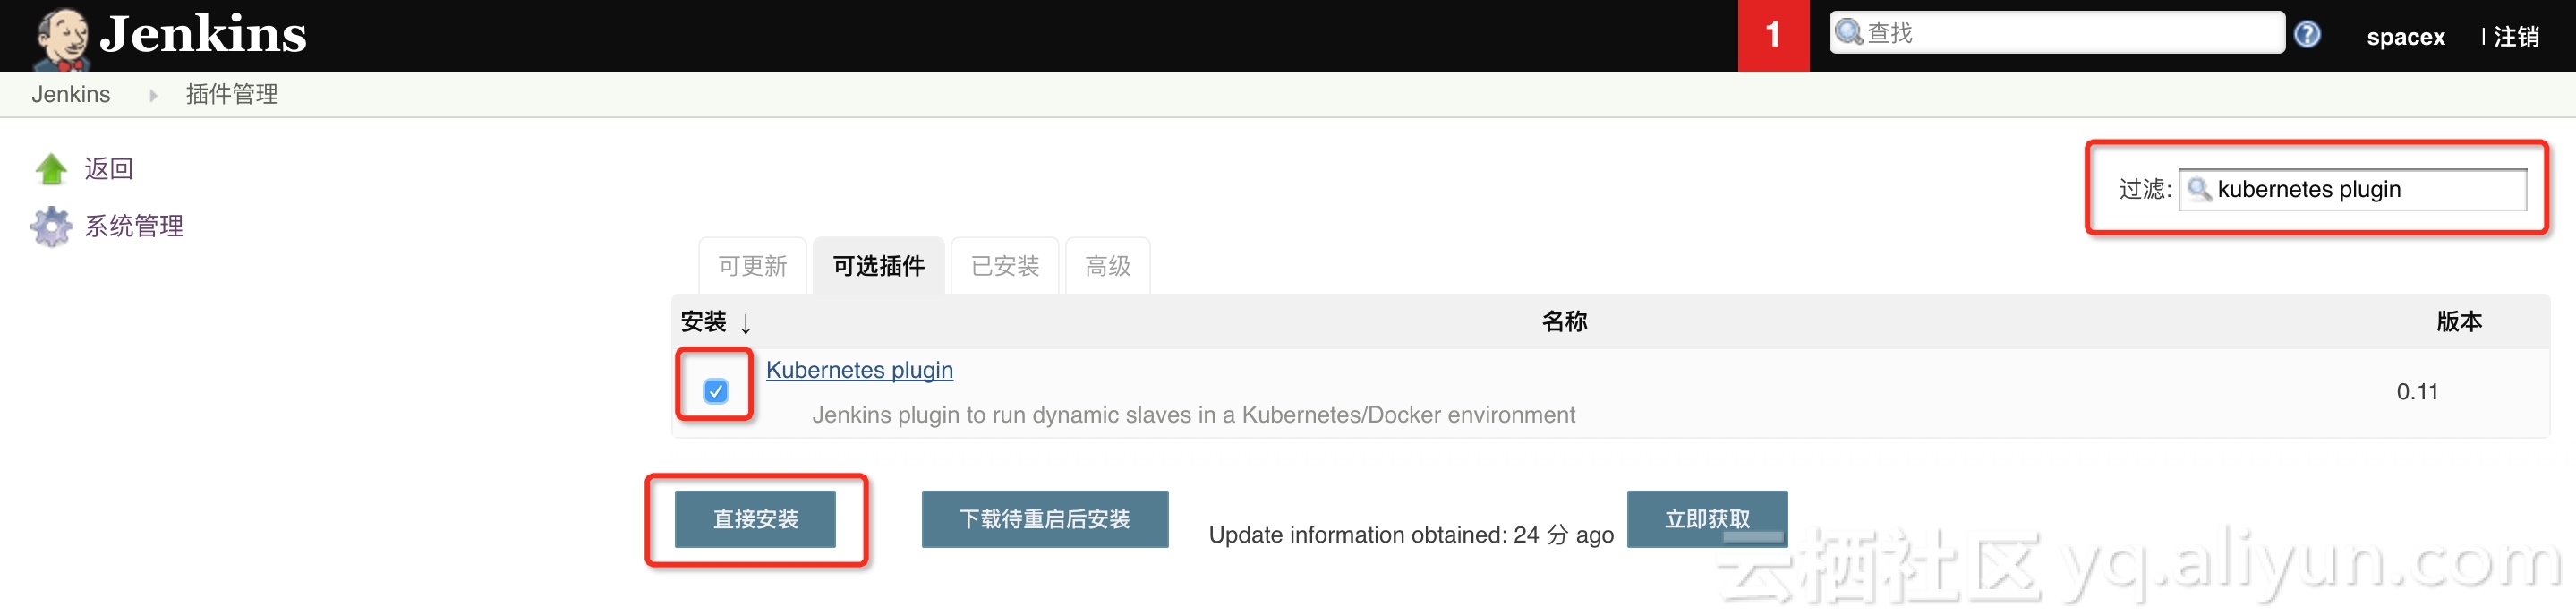 Jenkins
1
查找
?
spacex
| 注销
Jenkins
插件管理
返回
系统管理
过滤: kubernetes plugin
可更新
可选插件
已安装
高级
安装 ↓
名称
版本
Kubernetes plugin
Jenkins plugin to run dynamic slaves in a Kubernetes/Docker environment
0.11
直接安装
下载待重启后安装
Update information obtained: 24 分 ago
立即获取
云栖社区 yq.aliyun.com